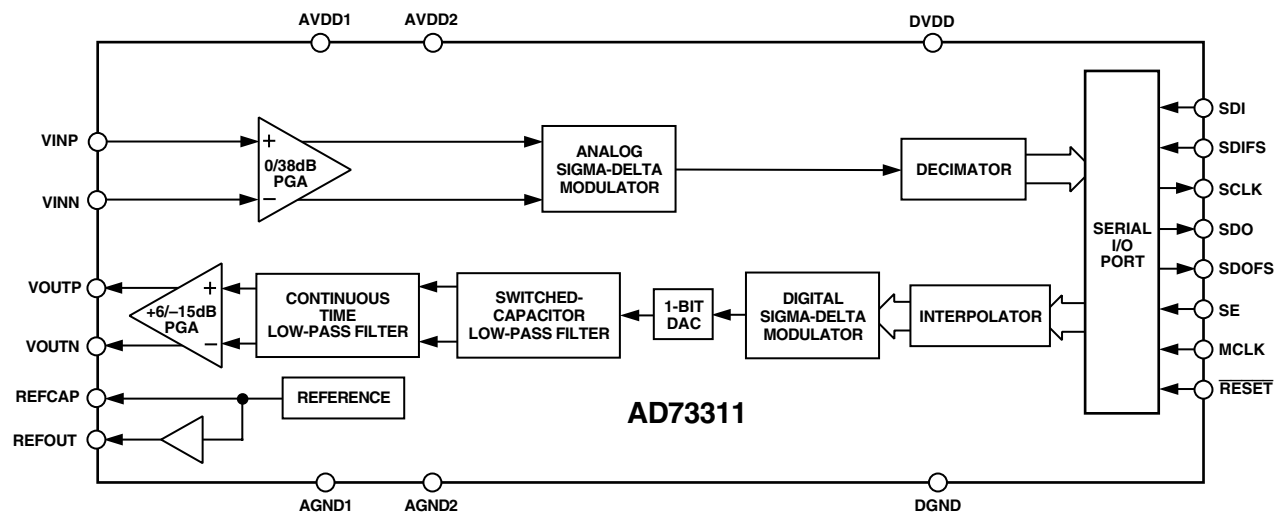 AVDD1
AVDD2
DVDD
VINP
VINN
+
0/38dB
PGA
−
ANALOG
SIGMA-DELTA
MODULATOR
DECIMATOR
SERIAL
I/O
PORT
SDI
SDIFS
SCLK
SDO
SDOFS
SE
MCLK
RESET
VOUTP
VOUTN
+
+6/−15dB
PGA
−
CONTINUOUS
TIME
LOW-PASS FILTER
SWITCHED-
CAPACITOR
LOW-PASS FILTER
1-BIT
DAC
DIGITAL
SIGMA-DELTA
MODULATOR
INTERPOLATOR
REFCAP
REFOUT
REFERENCE
AD73311
AGND1
AGND2
DGND